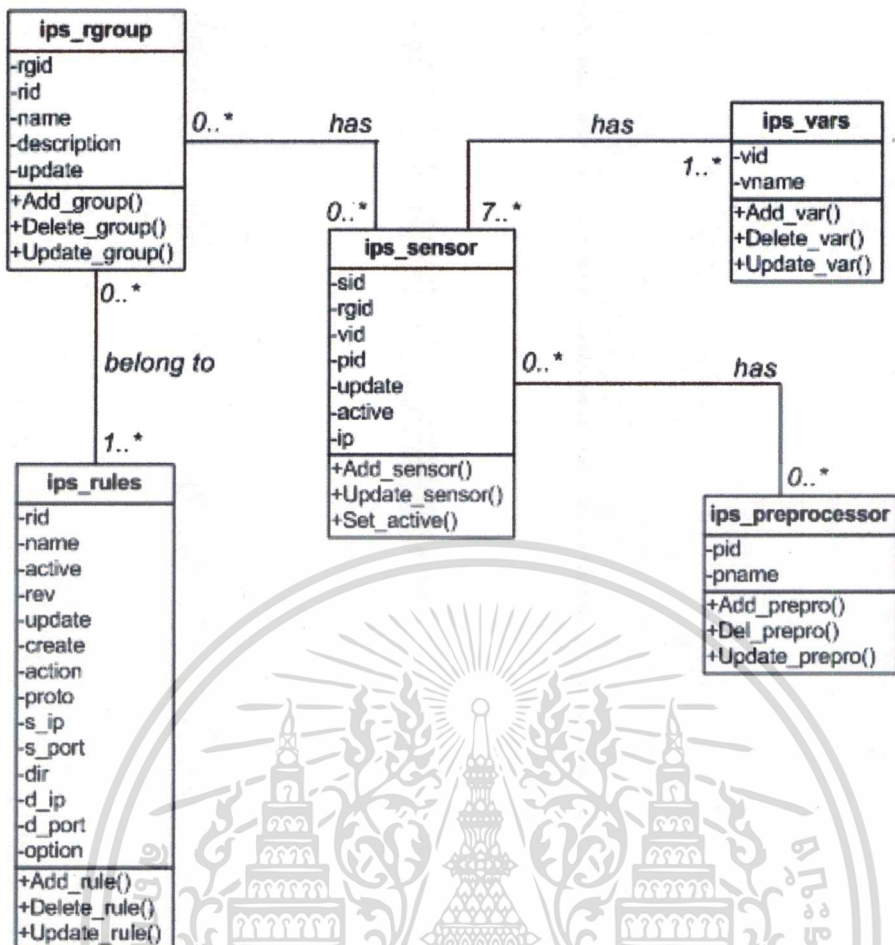 ips_rgroup
-rgid
-rid
-name
-description
-update
+Add_group()
+Delete_group()
+Update_group()
0..*
has
0..*
has
1..*
7..*
ips_vars
-vid
-vname
+Add_var()
+Delete_var()
+Update_var()
ips_sensor
-sid
-rgid
-vid
-pid
-update
-active
-ip
+Add_sensor()
+Update_sensor()
+Set_active()
0..*
has
0..*
0..*
belong to
1..*
ips_rules
-rid
-name
-active
-rev
-update
-create
-action
-proto
-s_ip
-s_port
-dir
-d_ip
-d_port
-option
+Add_rule()
+Delete_rule()
+Update_rule()
ips_preprocessor
-pid
-pname
+Add_prepro()
+Del_prepro()
+Update_prepro()